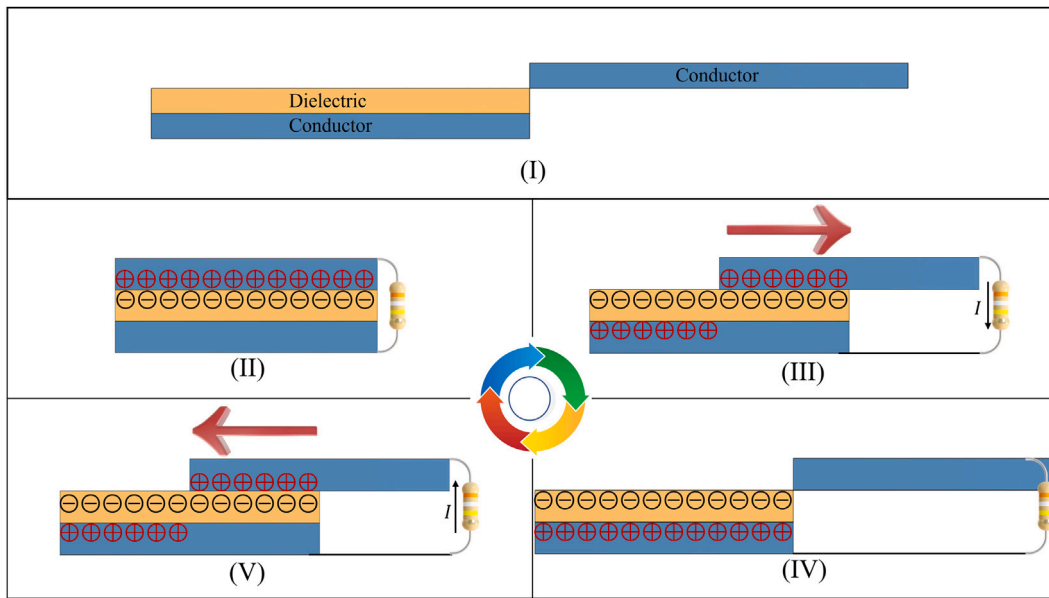 Conductor
Dielectric
Conductor
(I)
(II)
I
(III)
I
(V)
(IV)